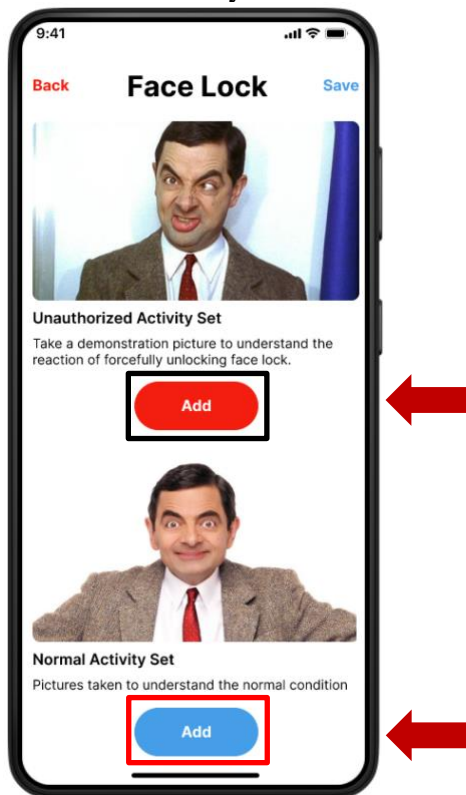 9:41
Back Face Lock Save
Unauthorized Activity Set
Take a demonstration picture to understand the
reaction of forcefully unlocking face lock.
Add
Normal Activity Set
Pictures taken to understand the normal condition
Add